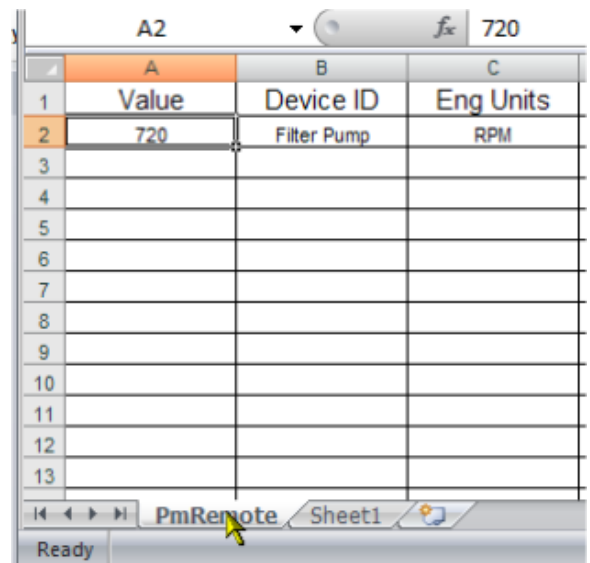 A2 fx 720
A B C
1 Value Device ID Eng Units
2 720 Filter Pump RPM
3
4
5
6
7
8
9
10
11
12
13
PmRemote Sheet1
Ready